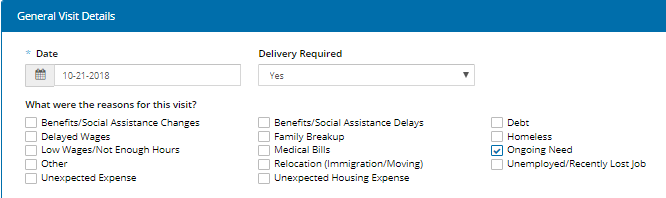 General Visit Details
* Date
Delivery Required
10-21-2018
Yes
What were the reasons for this visit?
Benefits/Social Assistance Changes
Benefits/Social Assistance Delays
Debt
Delayed Wages
Family Breakup
Homeless
Low Wages/Not Enough Hours
Medical Bills
Ongoing Need
Other
Relocation (Immigration/Moving)
Unemployed/Recently Lost Job
Unexpected Expense
Unexpected Housing Expense